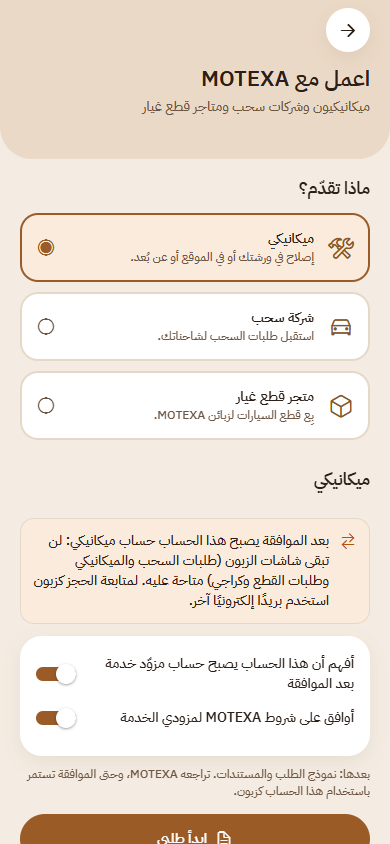 اعمل مع MOTEXA
ميكانيكيون وشركات سحب ومتاجر قطع غيار
ماذا تقدّم؟
ميكانيكي
إصلاح في ورشتك أو في الموقع أو عن بُعد.
شركة سحب
استقبل طلبات السحب لشاحناتك.
متجر قطع غيار
بِع قطع السيارات لزبائن MOTEXA.
ميكانيكي
بعد الموافقة يصبح هذا الحساب حساب ميكانيكي: لن
تبقى شاشات الزبون (طلبات السحب والميكانيكي
وطلبات القطع وكراجي) متاحة عليه. لمتابعة الحجز كزبون
استخدم بريدًا إلكترونيًا آخر.
أفهم أن هذا الحساب يصبح حساب مزوّد خدمة
بعد الموافقة
أوافق على شروط MOTEXA لمزودي الخدمة
بعدها: نموذج الطلب والمستندات. تراجعه MOTEXA، وحتى الموافقة تستمر
باستخدام هذا الحساب كزبون.
ابدأ طلبي